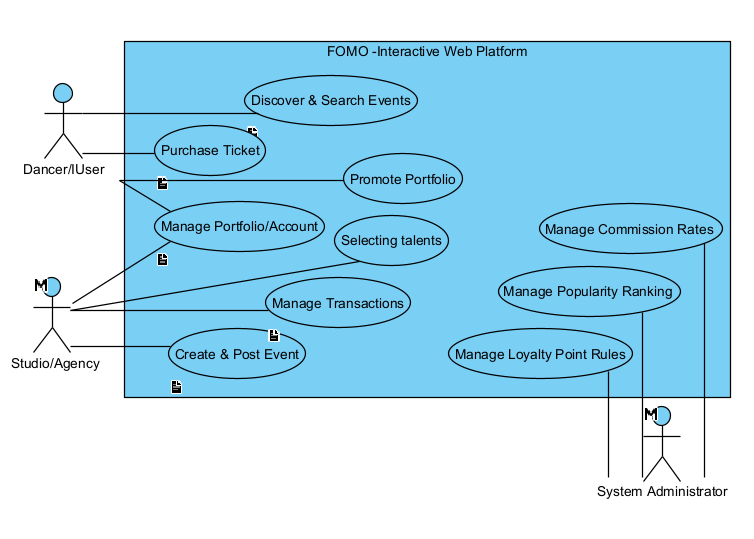 FOMO -Interactive Web Platform
Discover & Search Events
Dancer/IUser
Purchase Ticket
Promote Portfolio
Manage Portfolio/Account
Manage Commission Rates
Selecting talents
M
Manage Popularity Ranking
Manage Transactions
Studio/Agency
Create & Post Event
Manage Loyalty Point Rules
M
System Administrator